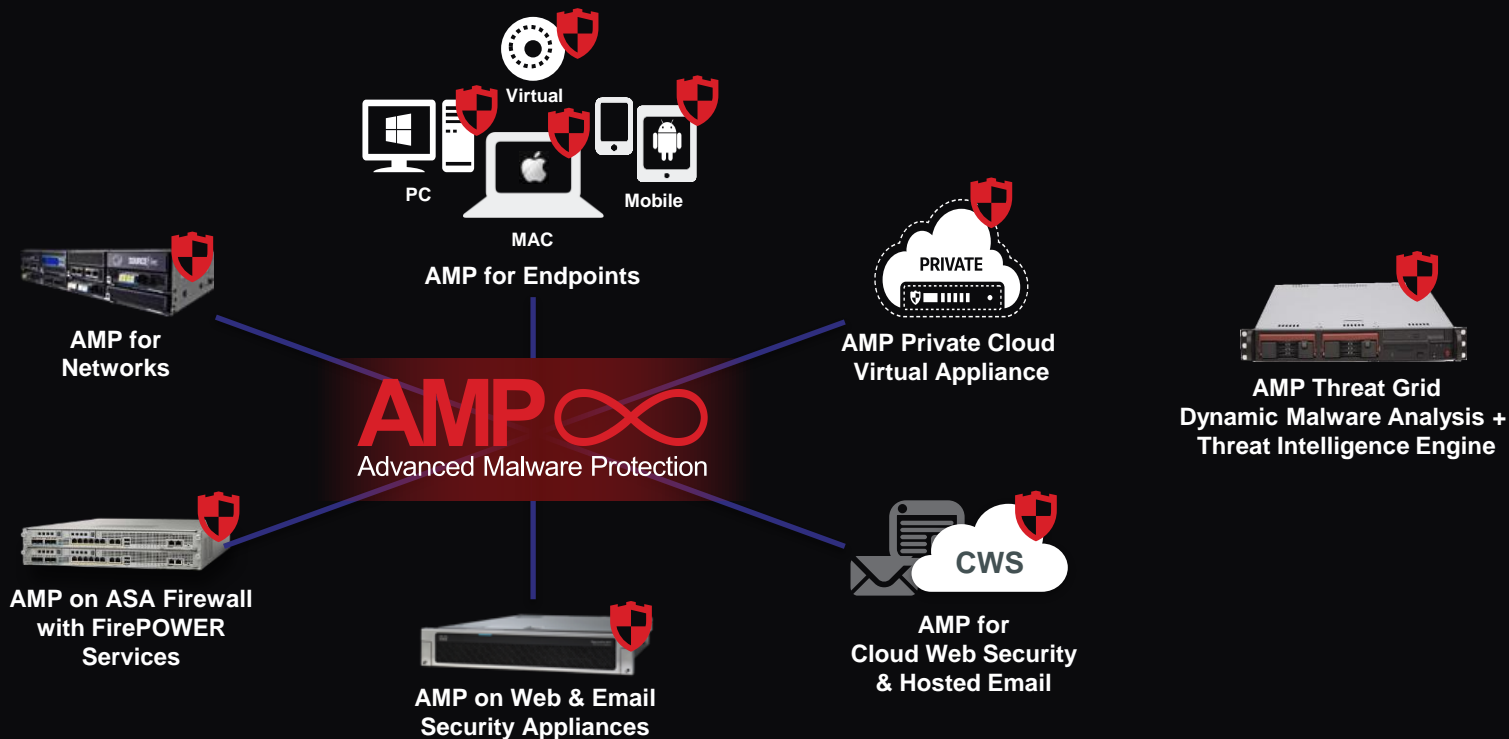 Virtual
PC
Mobile
MAC
AMP for Endpoints
SOURCEfire
AMP for
Networks
PRIVATE
AMP Private Cloud
Virtual Appliance
AMP Threat Grid
Dynamic Malware Analysis +
Threat Intelligence Engine
AMP
Advanced Malware Protection
AMP on ASA Firewall
with FirePOWER
Services
AMP on Web & Email
Security Appliances
CWS
AMP for
Cloud Web Security
& Hosted Email